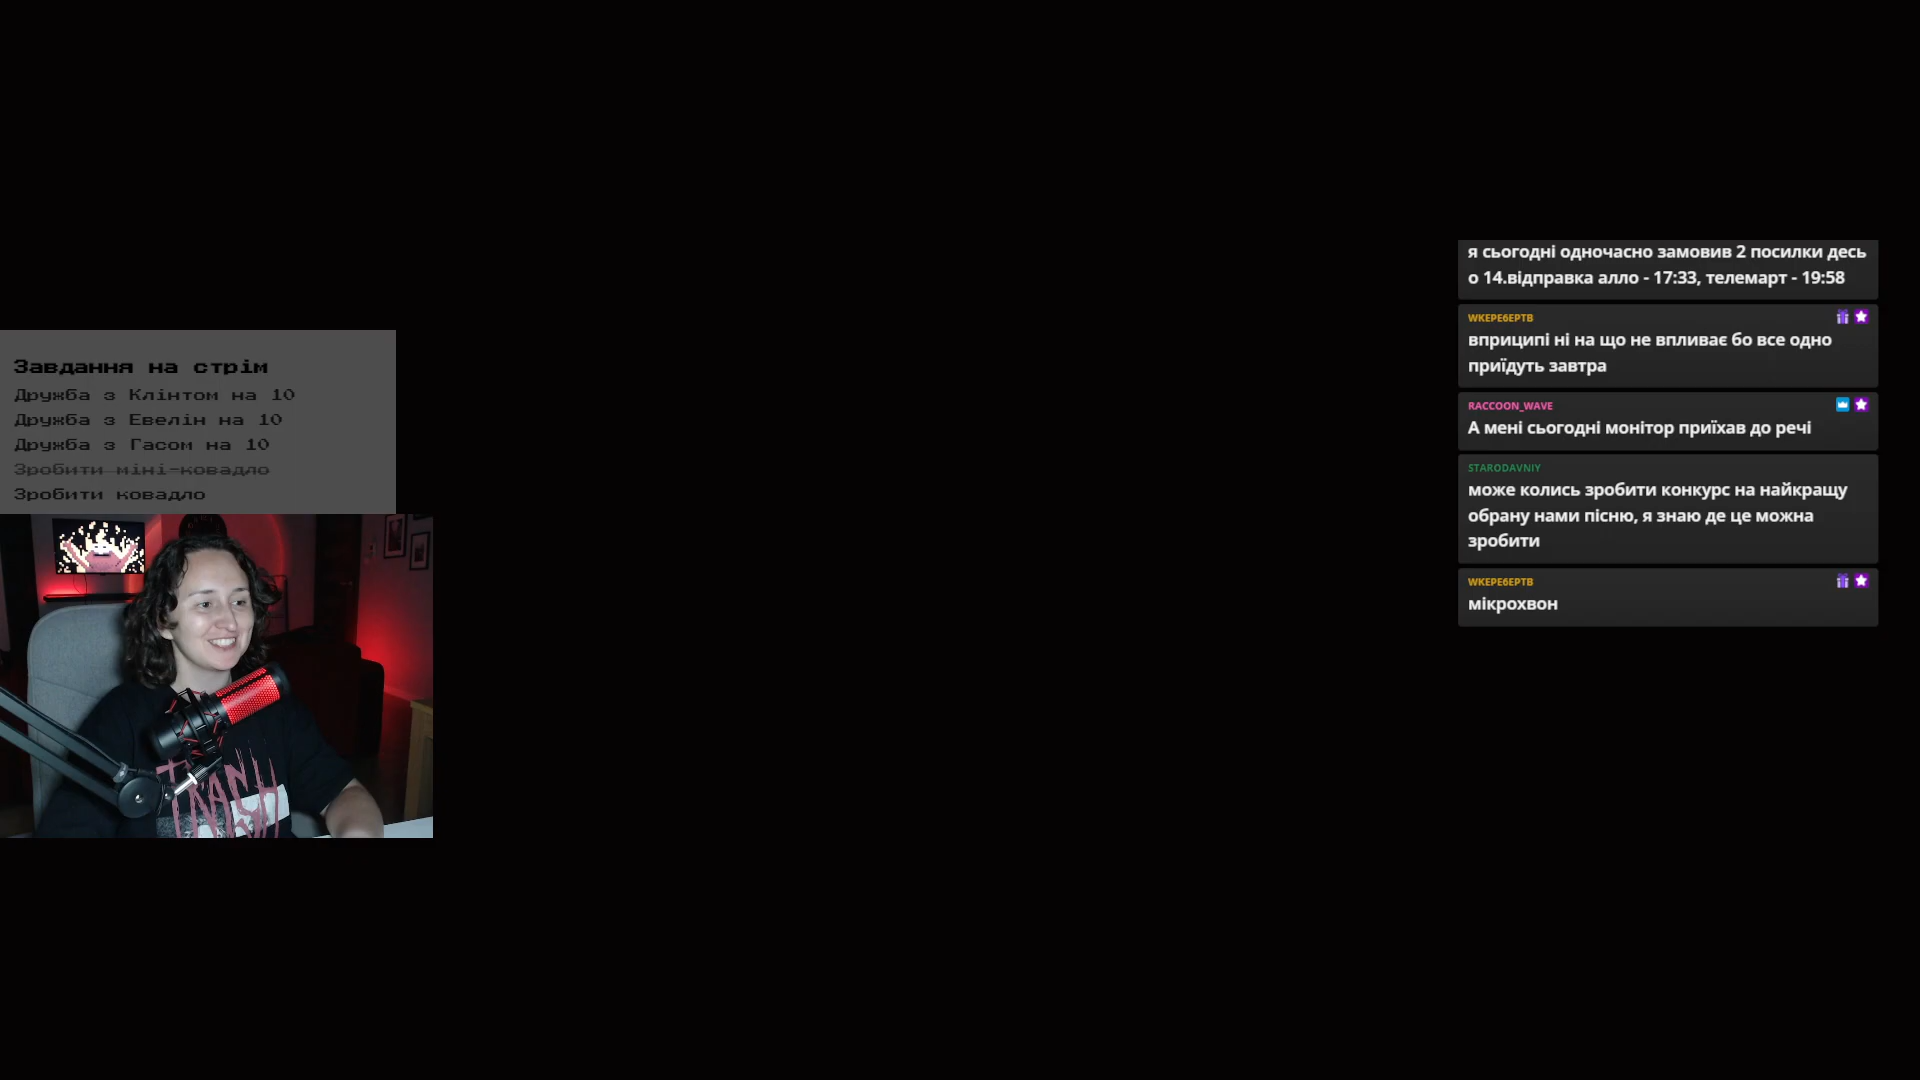 Завдання на стрім
Дружба з Клінтом на 10
Дружба з Евелін на 10
Дружба з Гасом на 10
Зробити міні-ковадло
Зробити ковадло
я сьогодні одночасно замовив 2 посилки десь
о 14.відправка алло - 17:33, телемарт - 19:58
WKEPE6EPTB
вприципі ні на що не впливає бо все одно
приїдуть завтра
RACCOON_WAVE
А мені сьогодні монітор приїхав до речі
STARODAVNIY
може колись зробити конкурс на найкращу
обрану нами пісню, я знаю де це можна
зробити
WKEPE6EPTB
мікрохвон